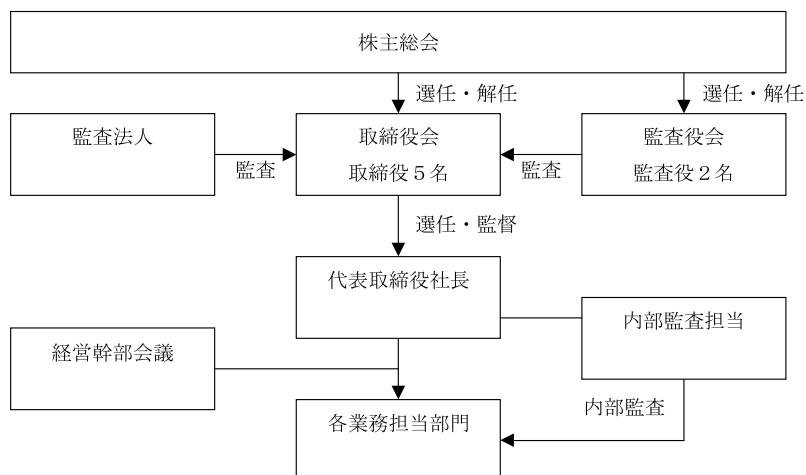 株主総会
選任・解任
選任・解任
監査法人
取締役会
取締役５名
監査役会
監査役２名
監査
監査
選任・監督
代表取締役社長
内部監査担当
経営幹部会議
内部監査
各業務担当部門